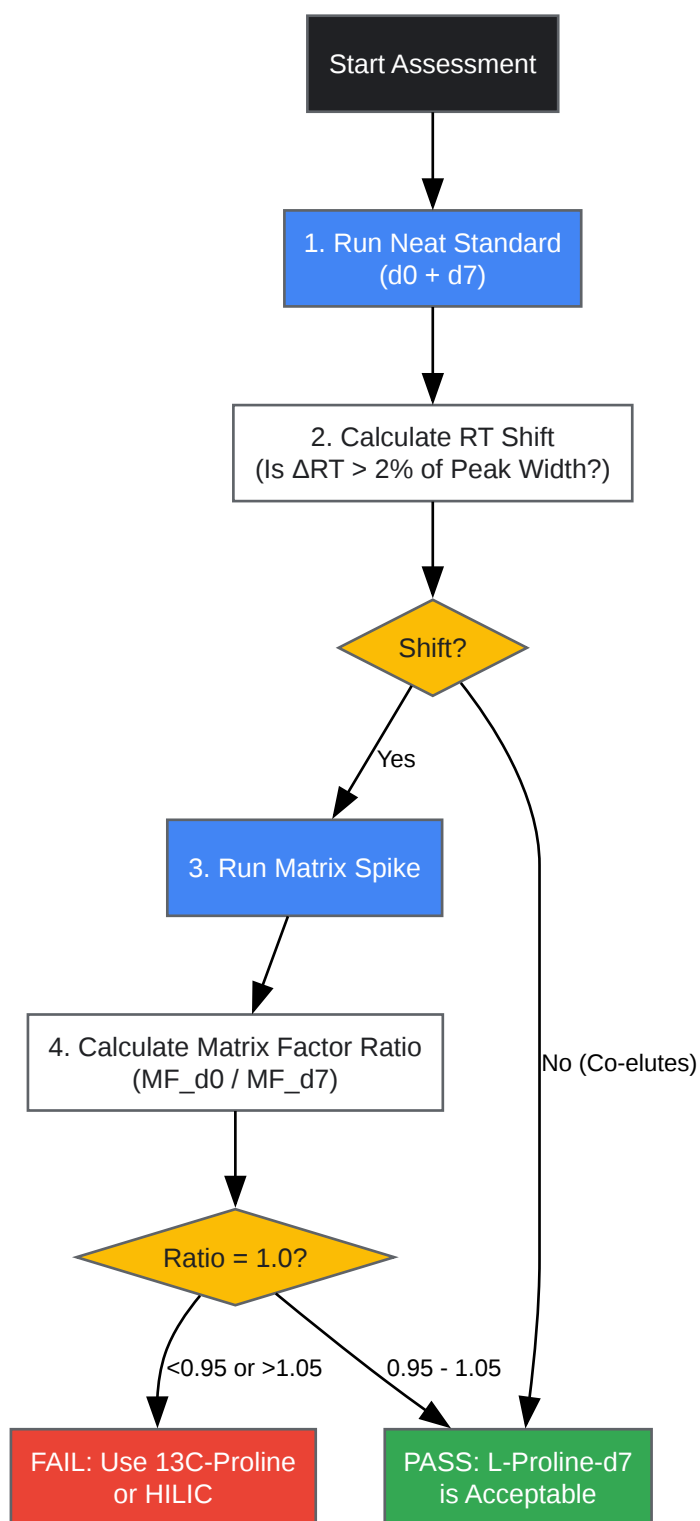 Start Assessment
1. Run Neat Standard
(d0 + d7)
2. Calculate RT Shift
(Is ΔRT > 2% of Peak Width?)
Shift?
Yes
3. Run Matrix Spike
4. Calculate Matrix Factor Ratio
(MF_d0 / MF_d7)
No (Co-elutes)
Ratio = 1.0?
<0.95 or >1.05
0.95 - 1.05
FAIL: Use 13C-Proline
or HILIC
PASS: L-Proline-d7
is Acceptable